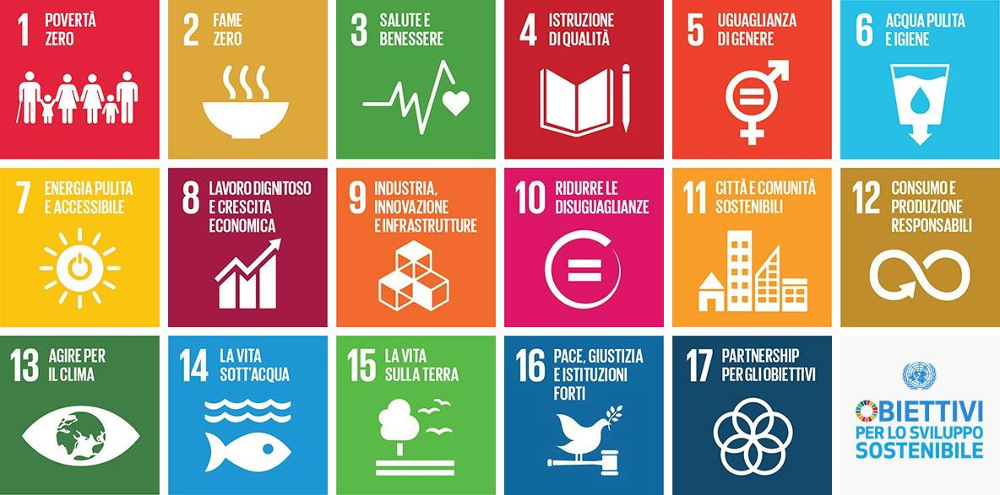 1 POVERTÀ
ZERO
2 FAME
ZERO
3 SALUTE E
BENESSERE
4 ISTRUZIONE
DI QUALITÀ
5 UGUAGLIANZA
DI GENERE
6 ACQUA PULITA
E IGIENE
7 ENERGIA PULITA
E ACCESSIBILE
8 LAVORO DIGNITOSO
E CRESCITA
ECONOMICA
9 INDUSTRIA,
INNOVAZIONE
E INFRASTRUTTURE
10 RIDURRE LE
DISUGUAGLIANZE
11 CITTÀ E COMUNITÀ
SOSTENIBILI
12 CONSUMO E
PRODUZIONE
RESPONSABILI
13 AGIRE PER
IL CLIMA
14 LA VITA
SOTT'ACQUA
15 LA VITA
SULLA TERRA
16 PACE, GIUSTIZIA
E ISTITUZIONI
FORTI
17 PARTNERSHIP
PER GLI OBIETTIVI
OBIETTIVI
PER LO SVILUPPO
SOSTENIBILE